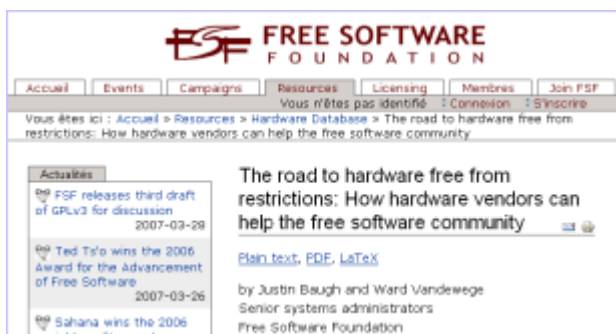 FREE SOFTWARE
FOUNDATION
Accueil Events Campaigns Resources Licensing Membres Join FSF
Vous n'êtes pas identifié Connexion S'inscrire
Vous êtes ici : Accueil » Resources » Hardware Database » The road to hardware free from
restrictions: How hardware vendors can help the free software community
Actualités
FSF releases third draft
of GPLv3 for discussion
2007-03-28
Ted Ts'o wins the 2006
Award for the Advancement
of Free Software
2007-03-26
Sahana wins the 2006
The road to hardware free from
restrictions: How hardware vendors can
help the free software community
Plain text, PDF, LaTeX
by Justin Baugh and Ward Vandewege
Senior systems administrators
Free Software Foundation